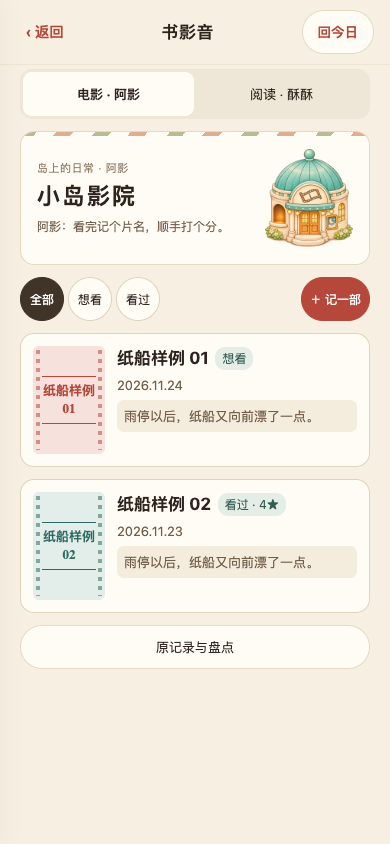 ‹ 返回
书影音
回今日
电影 · 阿影
阅读 · 酥酥
岛上的日常 · 阿影
小岛影院
阿影：看完记个片名，顺手打个分。
全部
想看
看过
+ 记一部
纸船样例
01
纸船样例 01
想看
2026.11.24
雨停以后，纸船又向前漂了一点。
纸船样例
02
纸船样例 02
看过 · 4★
2026.11.23
雨停以后，纸船又向前漂了一点。
原记录与盘点